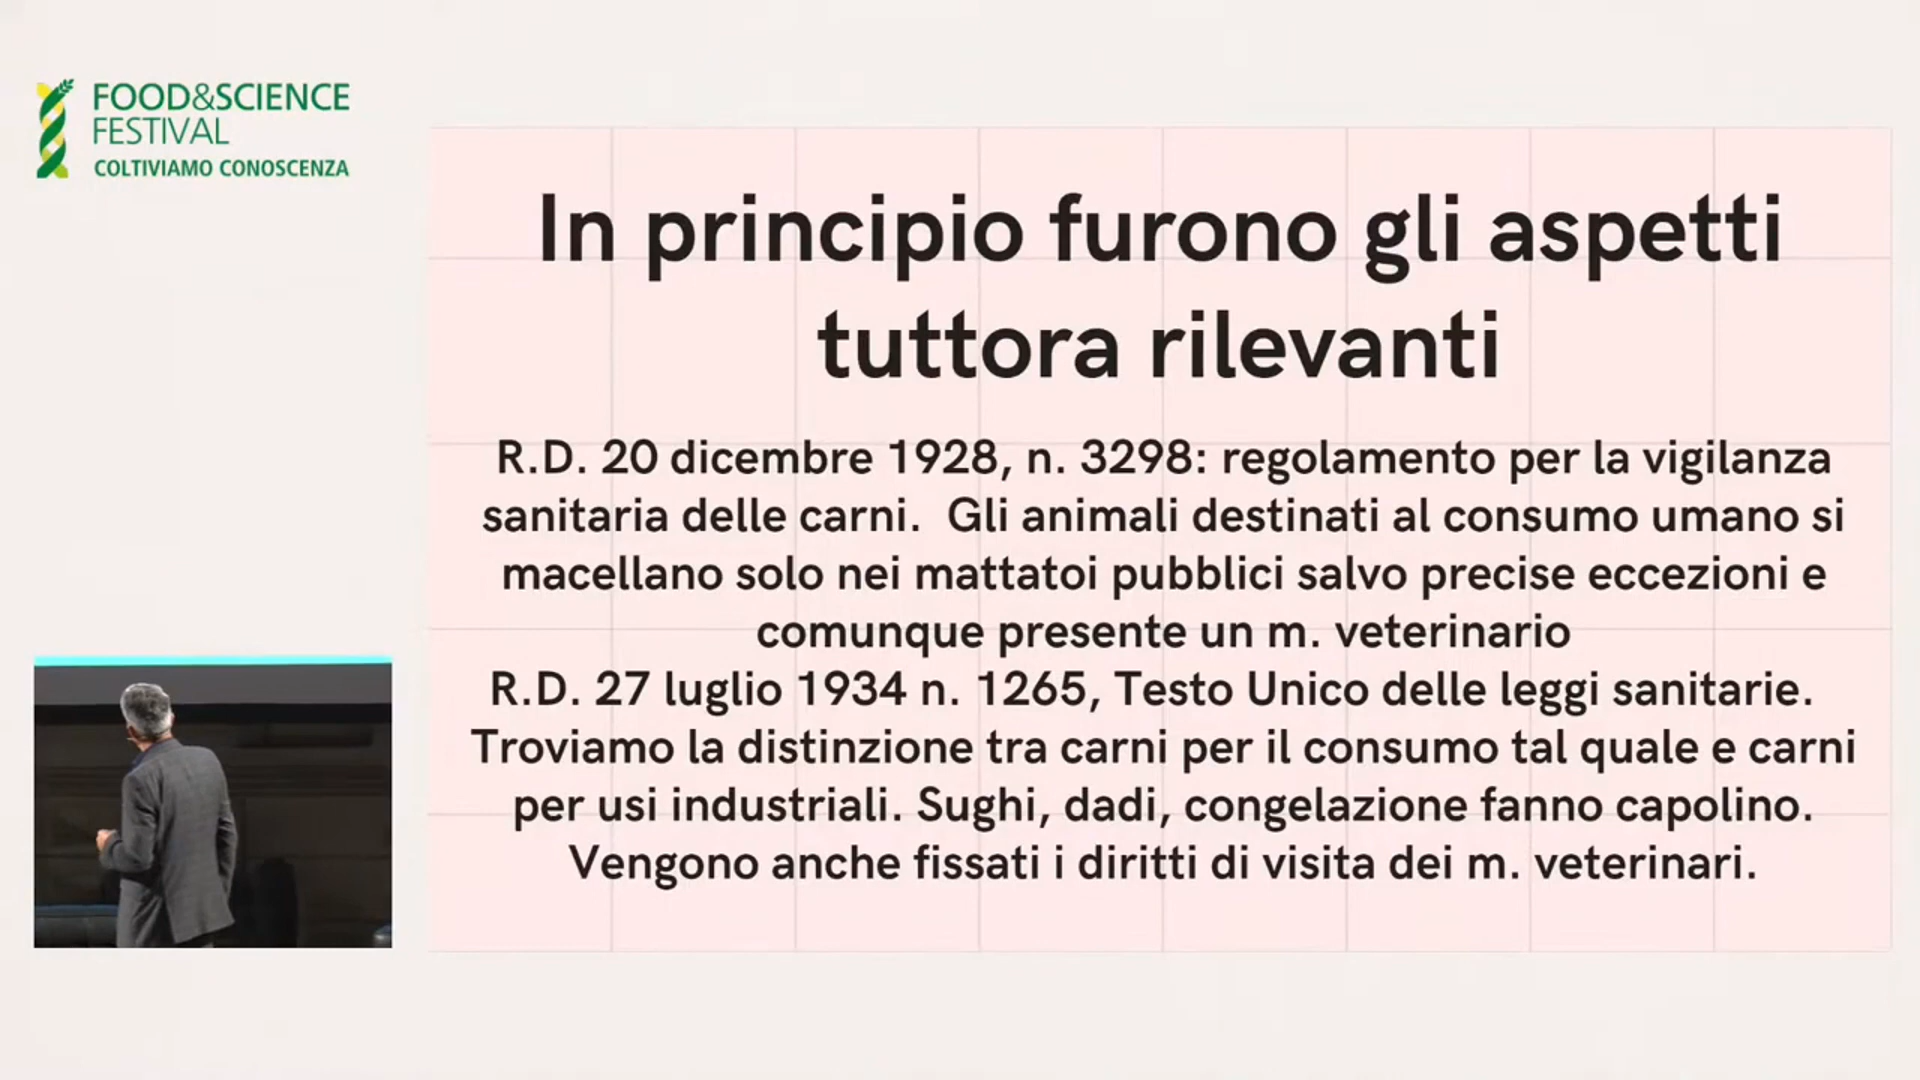 FOOD&SCIENCE
FESTIVAL
COLTIVIAMO CONOSCENZA
In principio furono gli aspetti
tuttora rilevanti
R.D. 20 dicembre 1928, n. 3298: regolamento per la vigilanza
sanitaria delle carni.  Gli animali destinati al consumo umano si
macellano solo nei mattatoi pubblici salvo precise eccezioni e
comunque presente un m. veterinario
R.D. 27 luglio 1934 n. 1265, Testo Unico delle leggi sanitarie.
Troviamo la distinzione tra carni per il consumo tal quale e carni
per usi industriali. Sughi, dadi, congelazione fanno capolino.
Vengono anche fissati i diritti di visita dei m. veterinari.